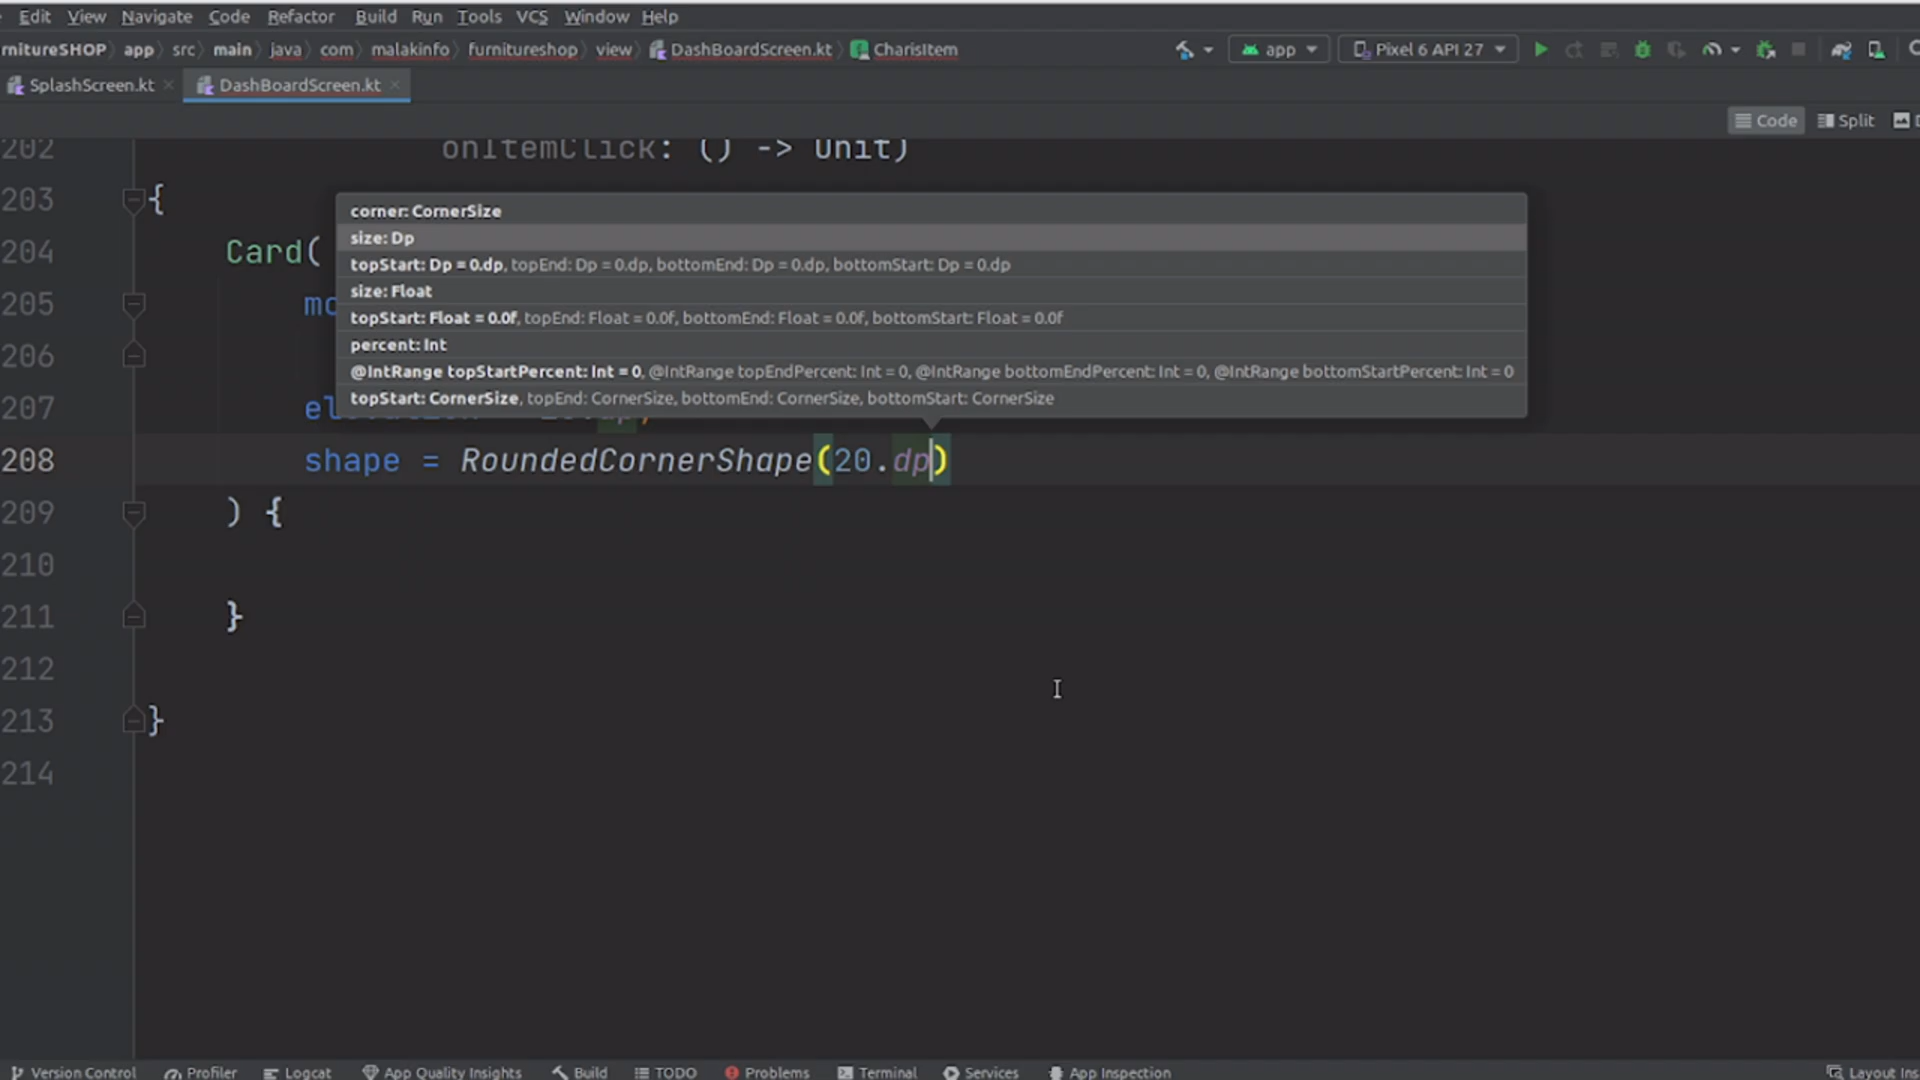 Edit View Navigate Code Refactor Build Run Tools VCS Window Help
rnitureSHOP app src main java com malakinfo furnitureshop view DashBoardScreen.kt CharisItem app Pixel 6 API 27
SplashScreen.kt DashBoardScreen.kt
Code Split
202 onItemClick: () -> Unit)
203 {
corner: CornerSize
size: Dp
204 Card(
topStart: Dp = 0.dp, topEnd: Dp = 0.dp, bottomEnd: Dp = 0.dp, bottomStart: Dp = 0.dp
size: Float
205 mo
topStart: Float = 0.0f, topEnd: Float = 0.0f, bottomEnd: Float = 0.0f, bottomStart: Float = 0.0f
percent: Int
206
@IntRange topStartPercent: Int = 0, @IntRange topEndPercent: Int = 0, @IntRange bottomEndPercent: Int = 0, @IntRange bottomStartPercent: Int = 0
topStart: CornerSize, topEnd: CornerSize, bottomEnd: CornerSize, bottomStart: CornerSize
207
208 shape = RoundedCornerShape(20.dp)
209 ) {
210
211 }
212
213 }
214
Version Control Profiler Logcat App Quality Insights Build TODO Problems Terminal Services App Inspection Layout Ins